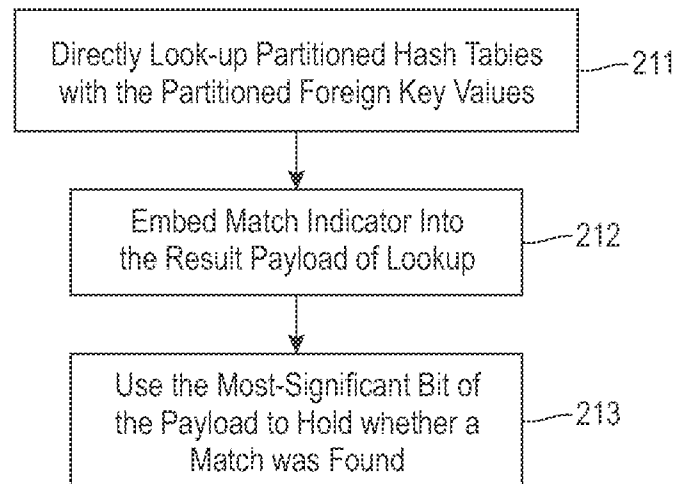 Directly Look-up Partitioned Hash Tables
with the Partitioned Foreign Key Values
211
Embed Match Indicator Into
the Result Payload of Lookup
212
Use the Most-Significant Bit of
the Payload to Hold whether a
Match was Found
213